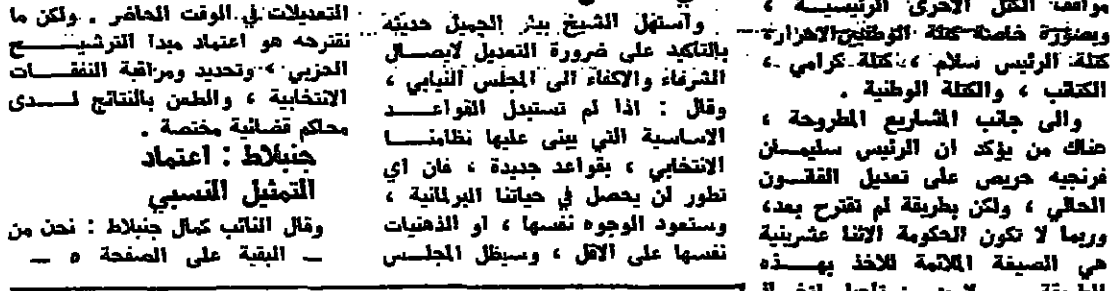 مواقف الكتل الاخرى الرئيسية ،
وبصورة خاصة كتلة الوطنيين الاحرار ،
كتلة الرئيس سلام ، كتلة كرامي ،
الكتائب ، والكتلة الوطنية .
والى جانب المشاريع المطروحة ،
هناك من يؤكد ان الرئيس سليمان
فرنجيه حريص على تعديل القانون
الحالي ، ولكن بطريقة لم تقترح بعد،
وربما لا تكون الحكومة الاثنا عشرينية
هي الصيغة الملائمة للاخذ بهذه
واستهل الشيخ بيار الجميل حديثه
بالتاكيد على ضرورة التعديل لايصال
الشرفاء والاكفاء الى المجلس النيابي ،
وقال : اذا لم تستبدل القواعد
الاساسية التي يبنى عليها نظامنا
الانتخابي ، بقواعد جديدة ، فان اي
تطور لن يحصل في حياتنا البرلمانية ،
وستعود الوجوه نفسها ، او الذهنيات
نفسها على الاقل ، وسيظل المجلس
التعديلات في الوقت الحاضر . ولكن ما
نقترحه هو اعتماد مبدا الترشيح
الحزبي ، وتحديد ومراقبة النفقات
الانتخابية ، والطعن بالنتائج لدى
محاكم قضائية مختصة .
جنبلاط : اعتماد
التمثيل النسبي
وقال النائب كمال جنبلاط : نحن من
— البقية على الصفحة ٥ —